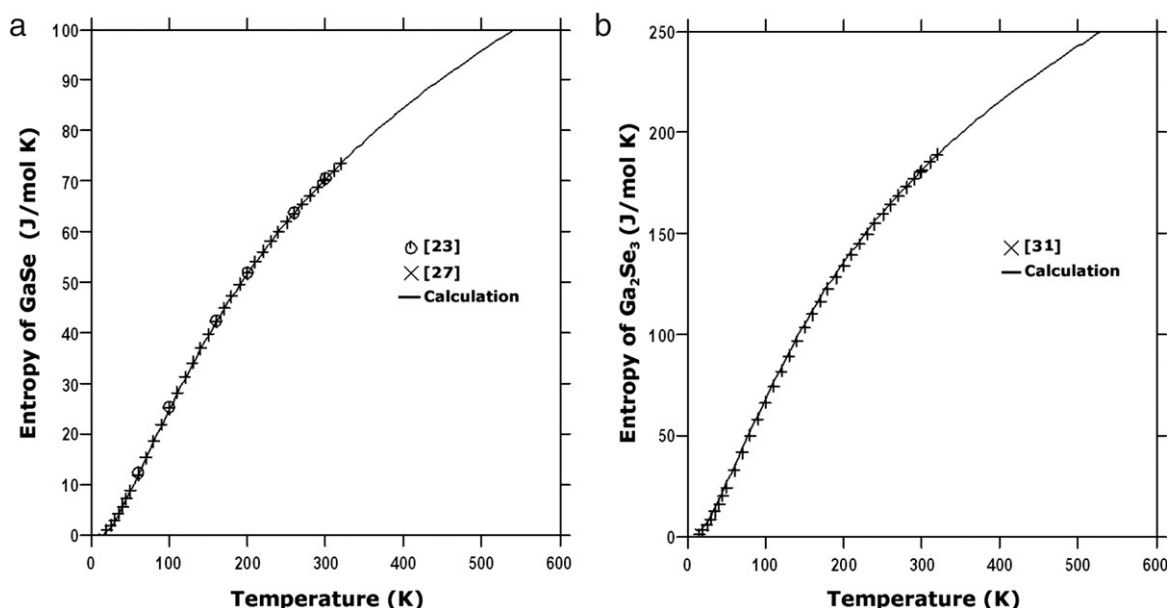 a
Entropy of GaSe (J/mol K)
100
90
80
70
60
50
40
30
20
10
0
0 100 200 300 400 500 600
Temperature (K)
[23]
[27]
Calculation
b
Entropy of Ga₂Se₃ (J/mol K)
250
200
150
100
50
0
0 100 200 300 400 500 600
Temperature (K)
[31]
Calculation